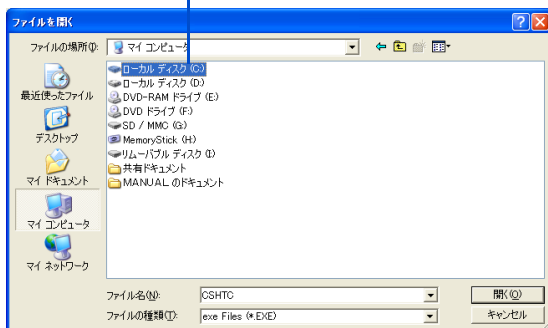 ファイルを開く
ファイルの場所(I):
マイ コンピュータ
最近使ったファイル
デスクトップ
マイ ドキュメント
マイ コンピュータ
マイ ネットワーク
ローカル ディスク (C:)
ローカル ディスク (D:)
DVD-RAM ドライブ (E:)
DVD ドライブ (F:)
SD / MMC (G:)
MemoryStick (H:)
リムーバブル ディスク (I:)
共有ドキュメント
MANUAL のドキュメント
ファイル名(N):
CSHTC
開く(O)
ファイルの種類(T):
exe Files (*.EXE)
キャンセル